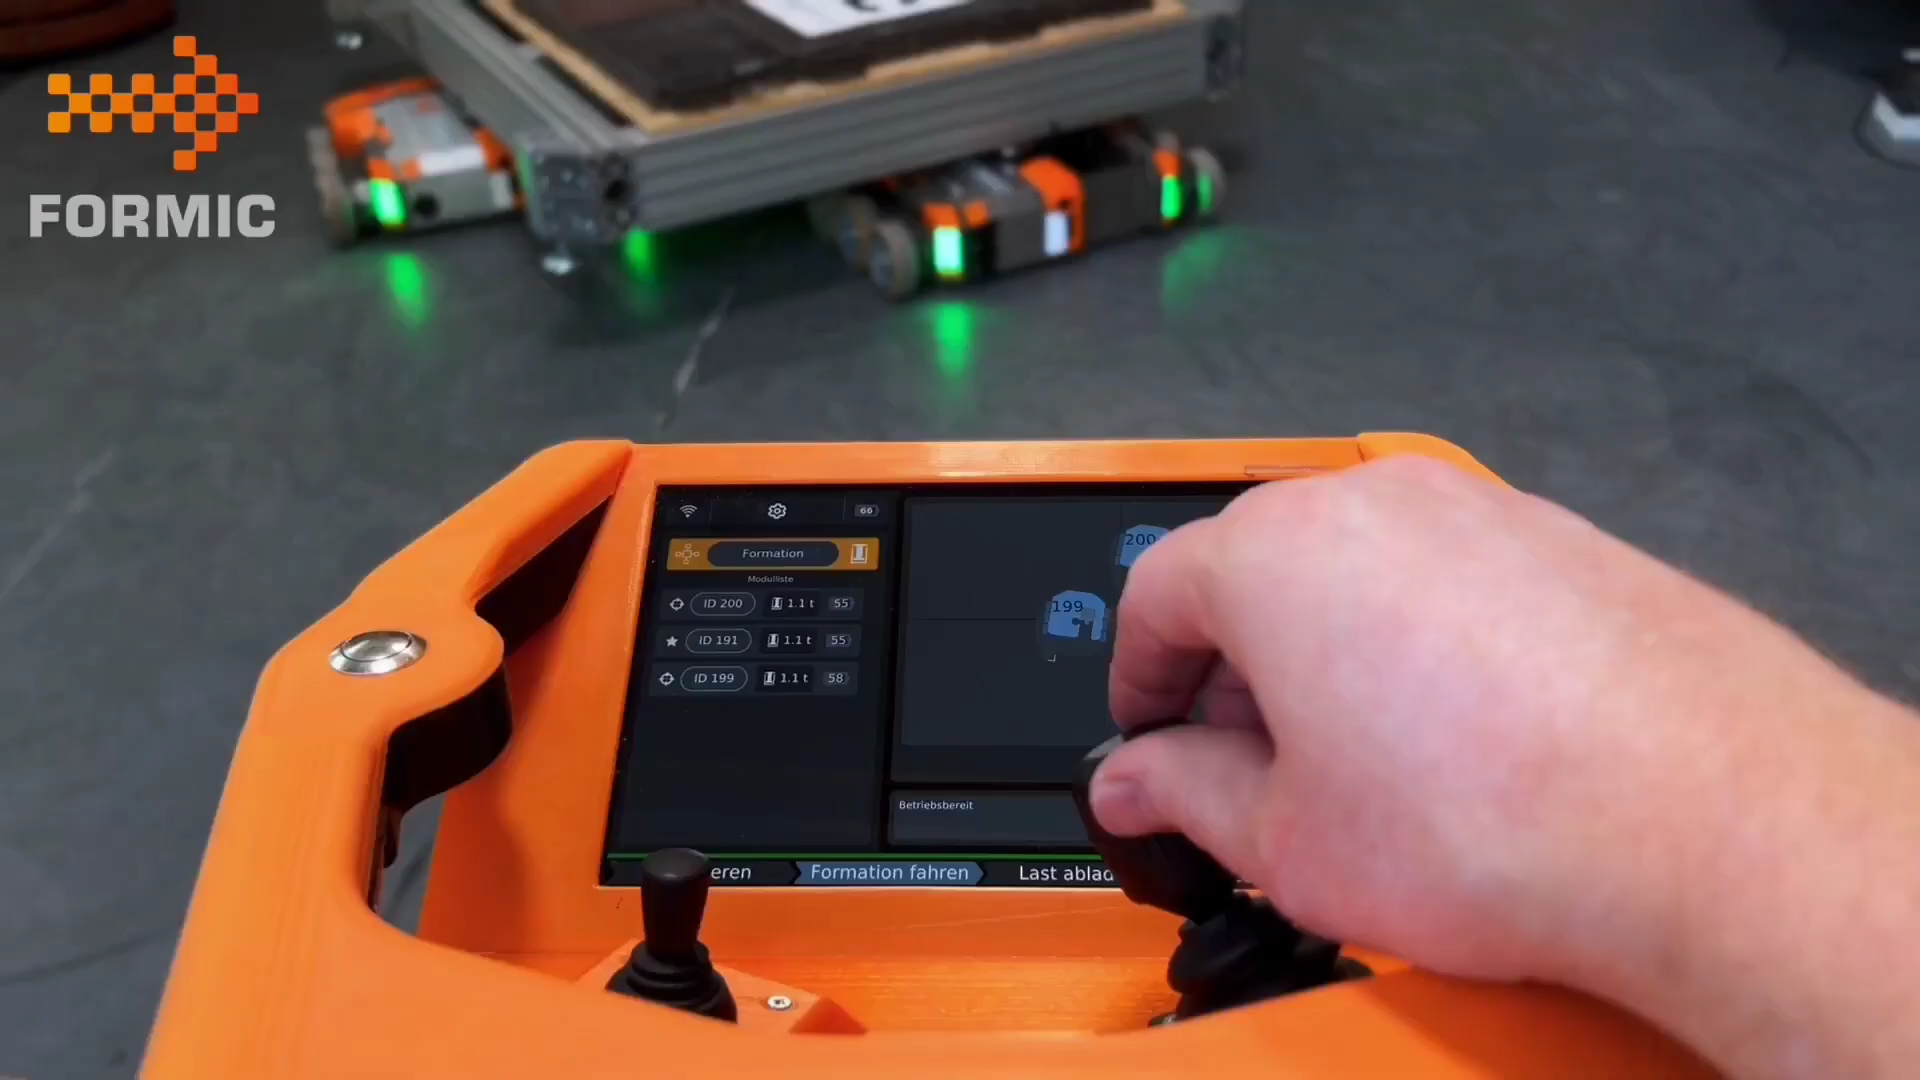 FORMIC
66
Formation
Modulliste
ID 200 1.1 t 55
ID 191 1.1 t 55
ID 199 1.1 t 58
200
199
Betriebsbereit
eren
Formation fahren
Last ablad